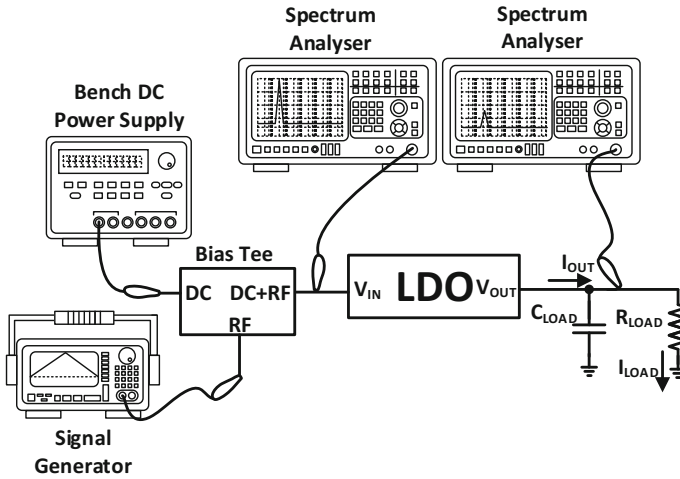 Spectrum
Analyser
Spectrum
Analyser
Bench DC
Power Supply
Bias Tee
DC DC+RF
RF
VIN LDO VOUT
IOUT
CLOAD
RLOAD
ILOAD
Signal
Generator